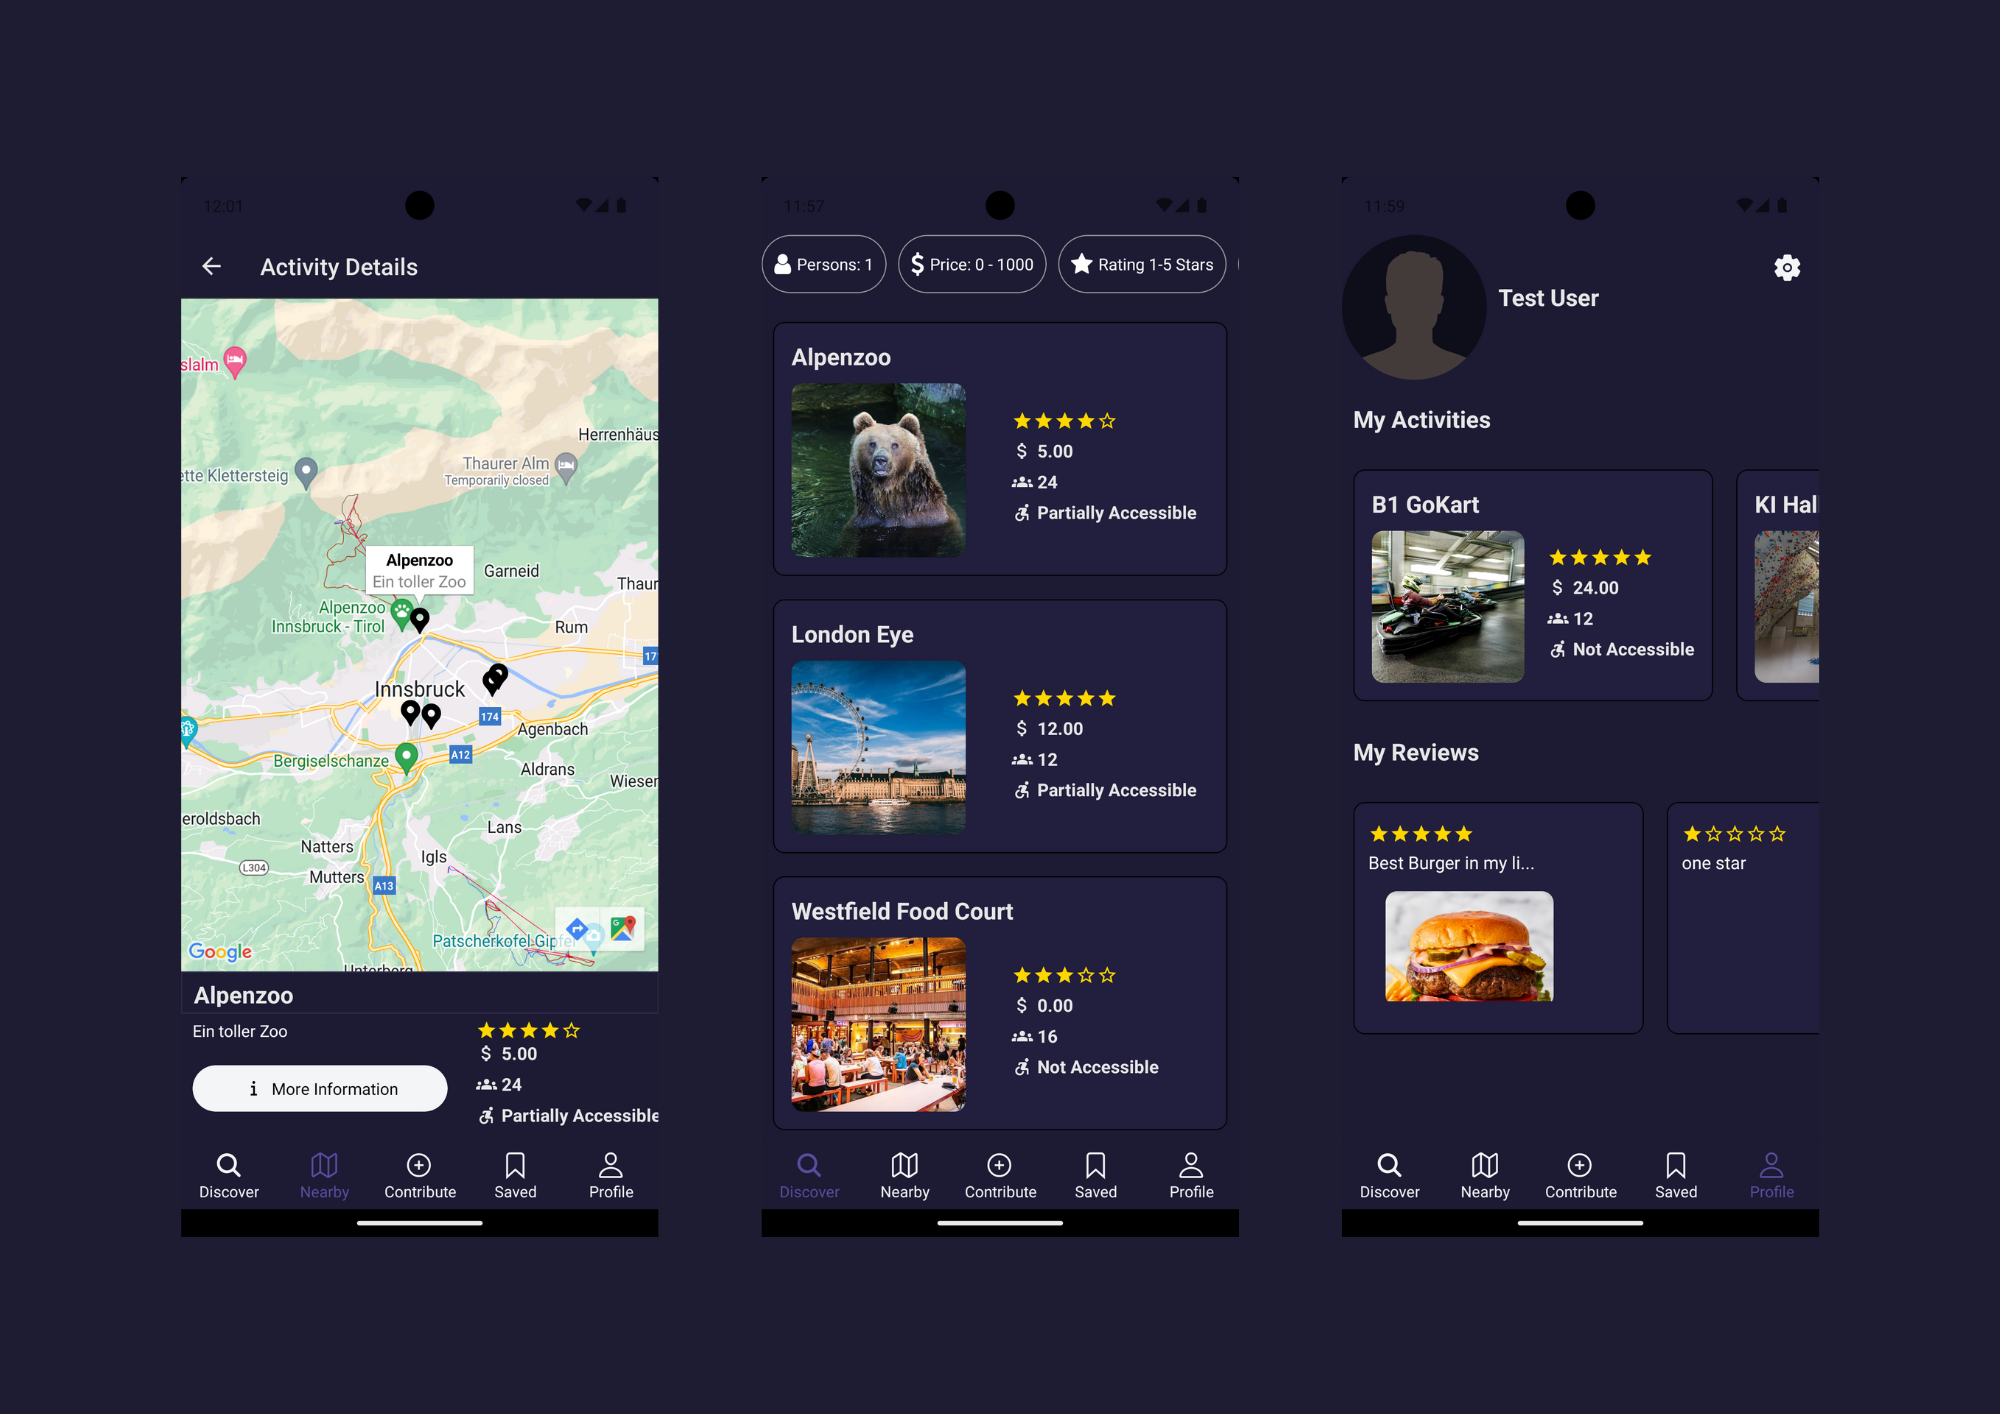 12:01
Activity Details
slalm
Herrenhäus
Thaurer Alm
Temporarily closed
ette Klettersteig
Alpenzoo
Ein toller Zoo
Garneid
Thaur
Alpenzoo
Innsbruck - Tirol
Rum
17
Innsbruck
174
Agenbach
A12
Bergiselschanze
Aldrans
Wieser
eroldsbach
Lans
Natters
Igls
L304
Mutters
A13
Patscherkofel Gipfel
Google
Unterberg
Alpenzoo
Ein toller Zoo
$ 5.00
24
i More Information
Partially Accessible
Discover Nearby Contribute Saved Profile
11:57
Persons: 1 $ Price: 0 - 1000 Rating 1-5 Stars
Alpenzoo
$ 5.00
24
Partially Accessible
London Eye
$ 12.00
12
Partially Accessible
Westfield Food Court
$ 0.00
16
Not Accessible
Discover Nearby Contribute Saved Profile
11:59
Test User
My Activities
B1 GoKart
$ 24.00
12
Not Accessible
KI Hal
My Reviews
Best Burger in my li...
one star
Discover Nearby Contribute Saved Profile